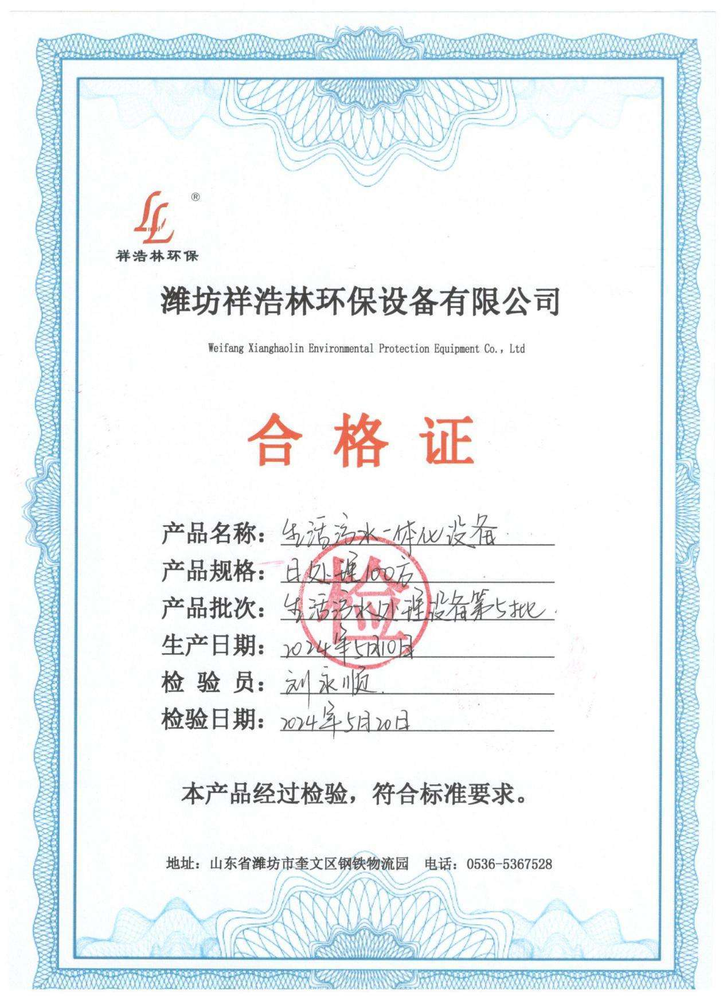 ®
祥浩林环保
潍坊祥浩林环保设备有限公司
Weifang Xianghaolin Environmental Protection Equipment Co., Ltd
合格证
产品名称：生活污水一体化设备
产品规格：日处理100方
产品批次：生活污水处理设备第5批
生产日期：2024年5月10日
检验员：刘永顺
检验日期：2024年5月20日
检
本产品经过检验，符合标准要求。
地址：山东省潍坊市奎文区钢铁物流园 电话：0536-5367528